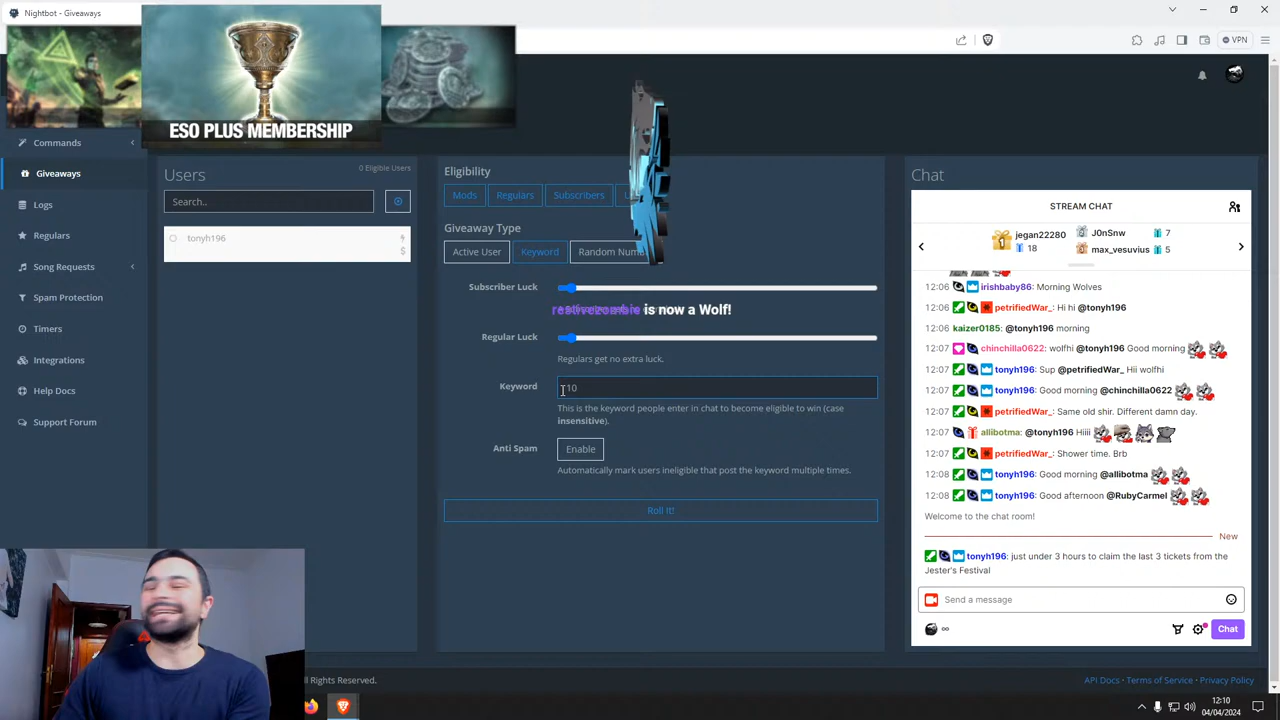 Nightbot - Giveaways
VPN
ESO PLUS MEMBERSHIP
Commands
Giveaways
Logs
Regulars
Song Requests
Spam Protection
Timers
Integrations
Help Docs
Support Forum
Users
0 Eligible Users
Search..
tonyh196
Eligibility
Mods
Regulars
Subscribers
Giveaway Type
Active User
Keyword
Random
Subscriber Luck
is now a Wolf!
Regular Luck
Regulars get no extra luck.
Keyword
10
This is the keyword people enter in chat to become eligible to win (case
insensitive).
Anti Spam
Enable
Automatically mark users ineligible that post the keyword multiple times.
Roll It!
Chat
STREAM CHAT
jegan22280
18
J0nSnw 7
max_vesuvius 5
12:06 irishbaby86: Morning Wolves
12:06 petrifiedWar_: Hi hi @tonyh196
12:06 kaizer0185: @tonyh196 morning
12:07 chinchilla0622: wolfhi @tonyh196 Good morning
12:07 tonyh196: Sup @petrifiedWar_ Hii wolfhi
12:07 tonyh196: Good morning @chinchilla0622
12:07 petrifiedWar_: Same old shir. Different damn day.
12:07 allibotma: @tonyh196 Hiiii
12:07 petrifiedWar_: Shower time. Brb
12:08 tonyh196: Good morning @allibotma
12:08 tonyh196: Good afternoon @RubyCarmel
Welcome to the chat room!
New
tonyh196: just under 3 hours to claim the last 3 tickets from the
Jester's Festival
Send a message
Chat
ll Rights Reserved.
API Docs · Terms of Service · Privacy Policy
12:10
04/04/2024